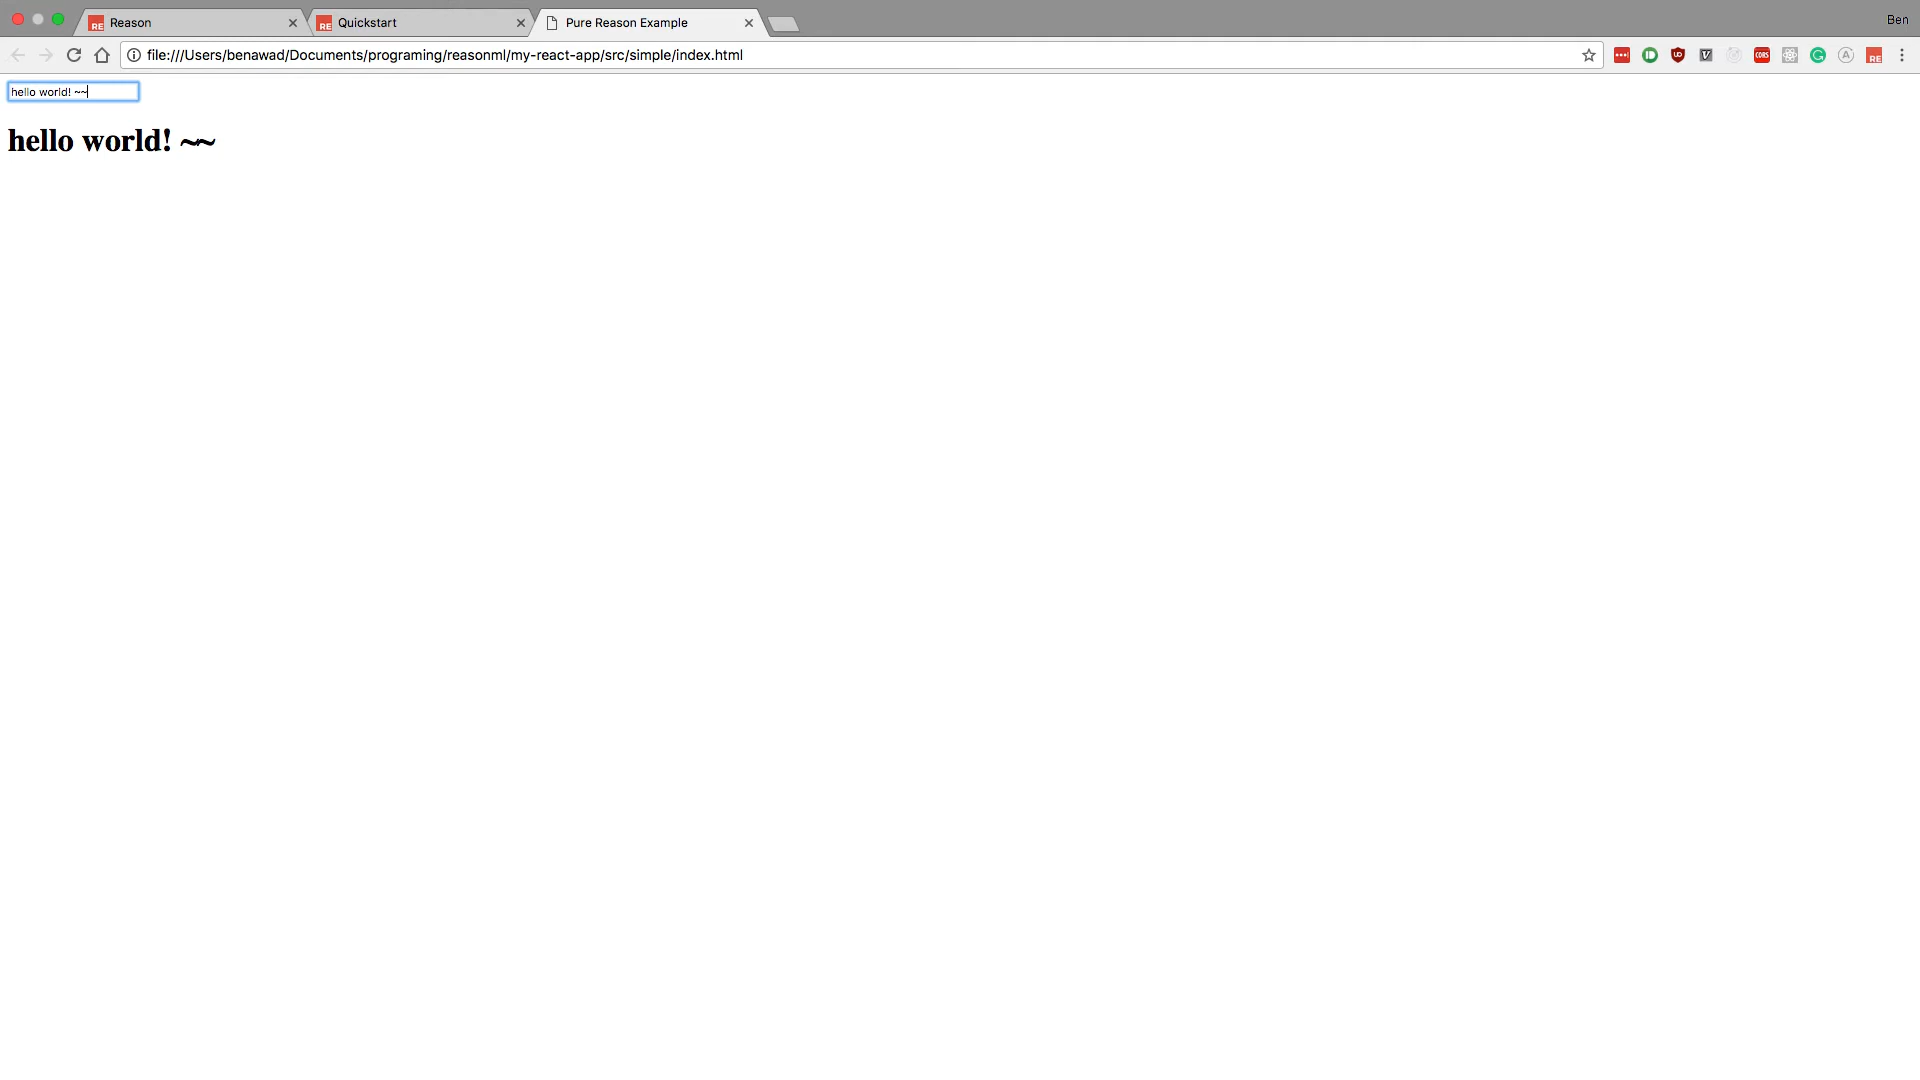 Reason
Quickstart
Pure Reason Example
Ben
file:///Users/benawad/Documents/programing/reasonml/my-react-app/src/simple/index.html
hello world! ~~
hello world! ~~